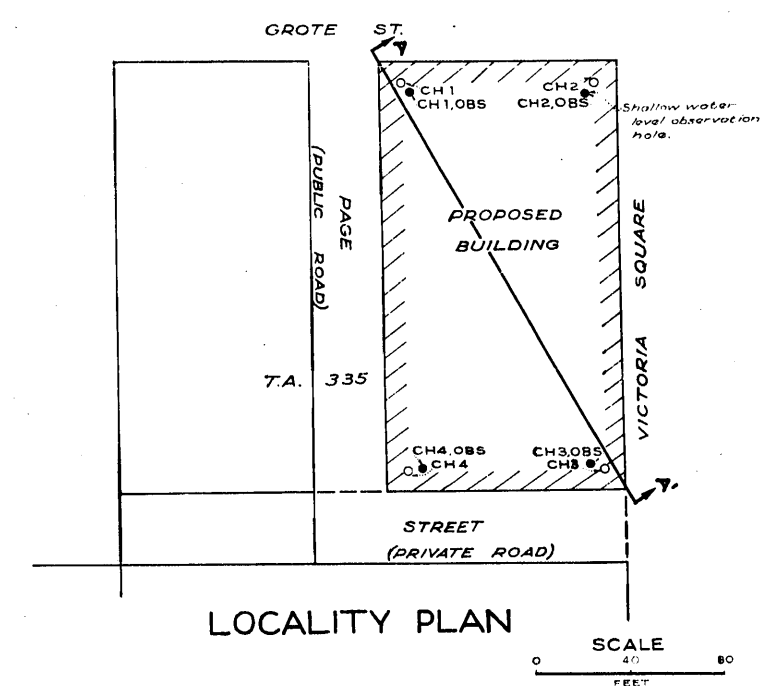 GROTE ST.
A
CH1
CH1,OBS
CH2
CH2,OBS
Shallow water
level observation
hole.
PAGE
(PUBLIC ROAD)
PROPOSED
BUILDING
VICTORIA SQUARE
T.A. 335
CH4,OBS
CH4
CH3,OBS
CH3
A,
STREET
(PRIVATE ROAD)
LOCALITY PLAN
SCALE
0 40 80
FEET